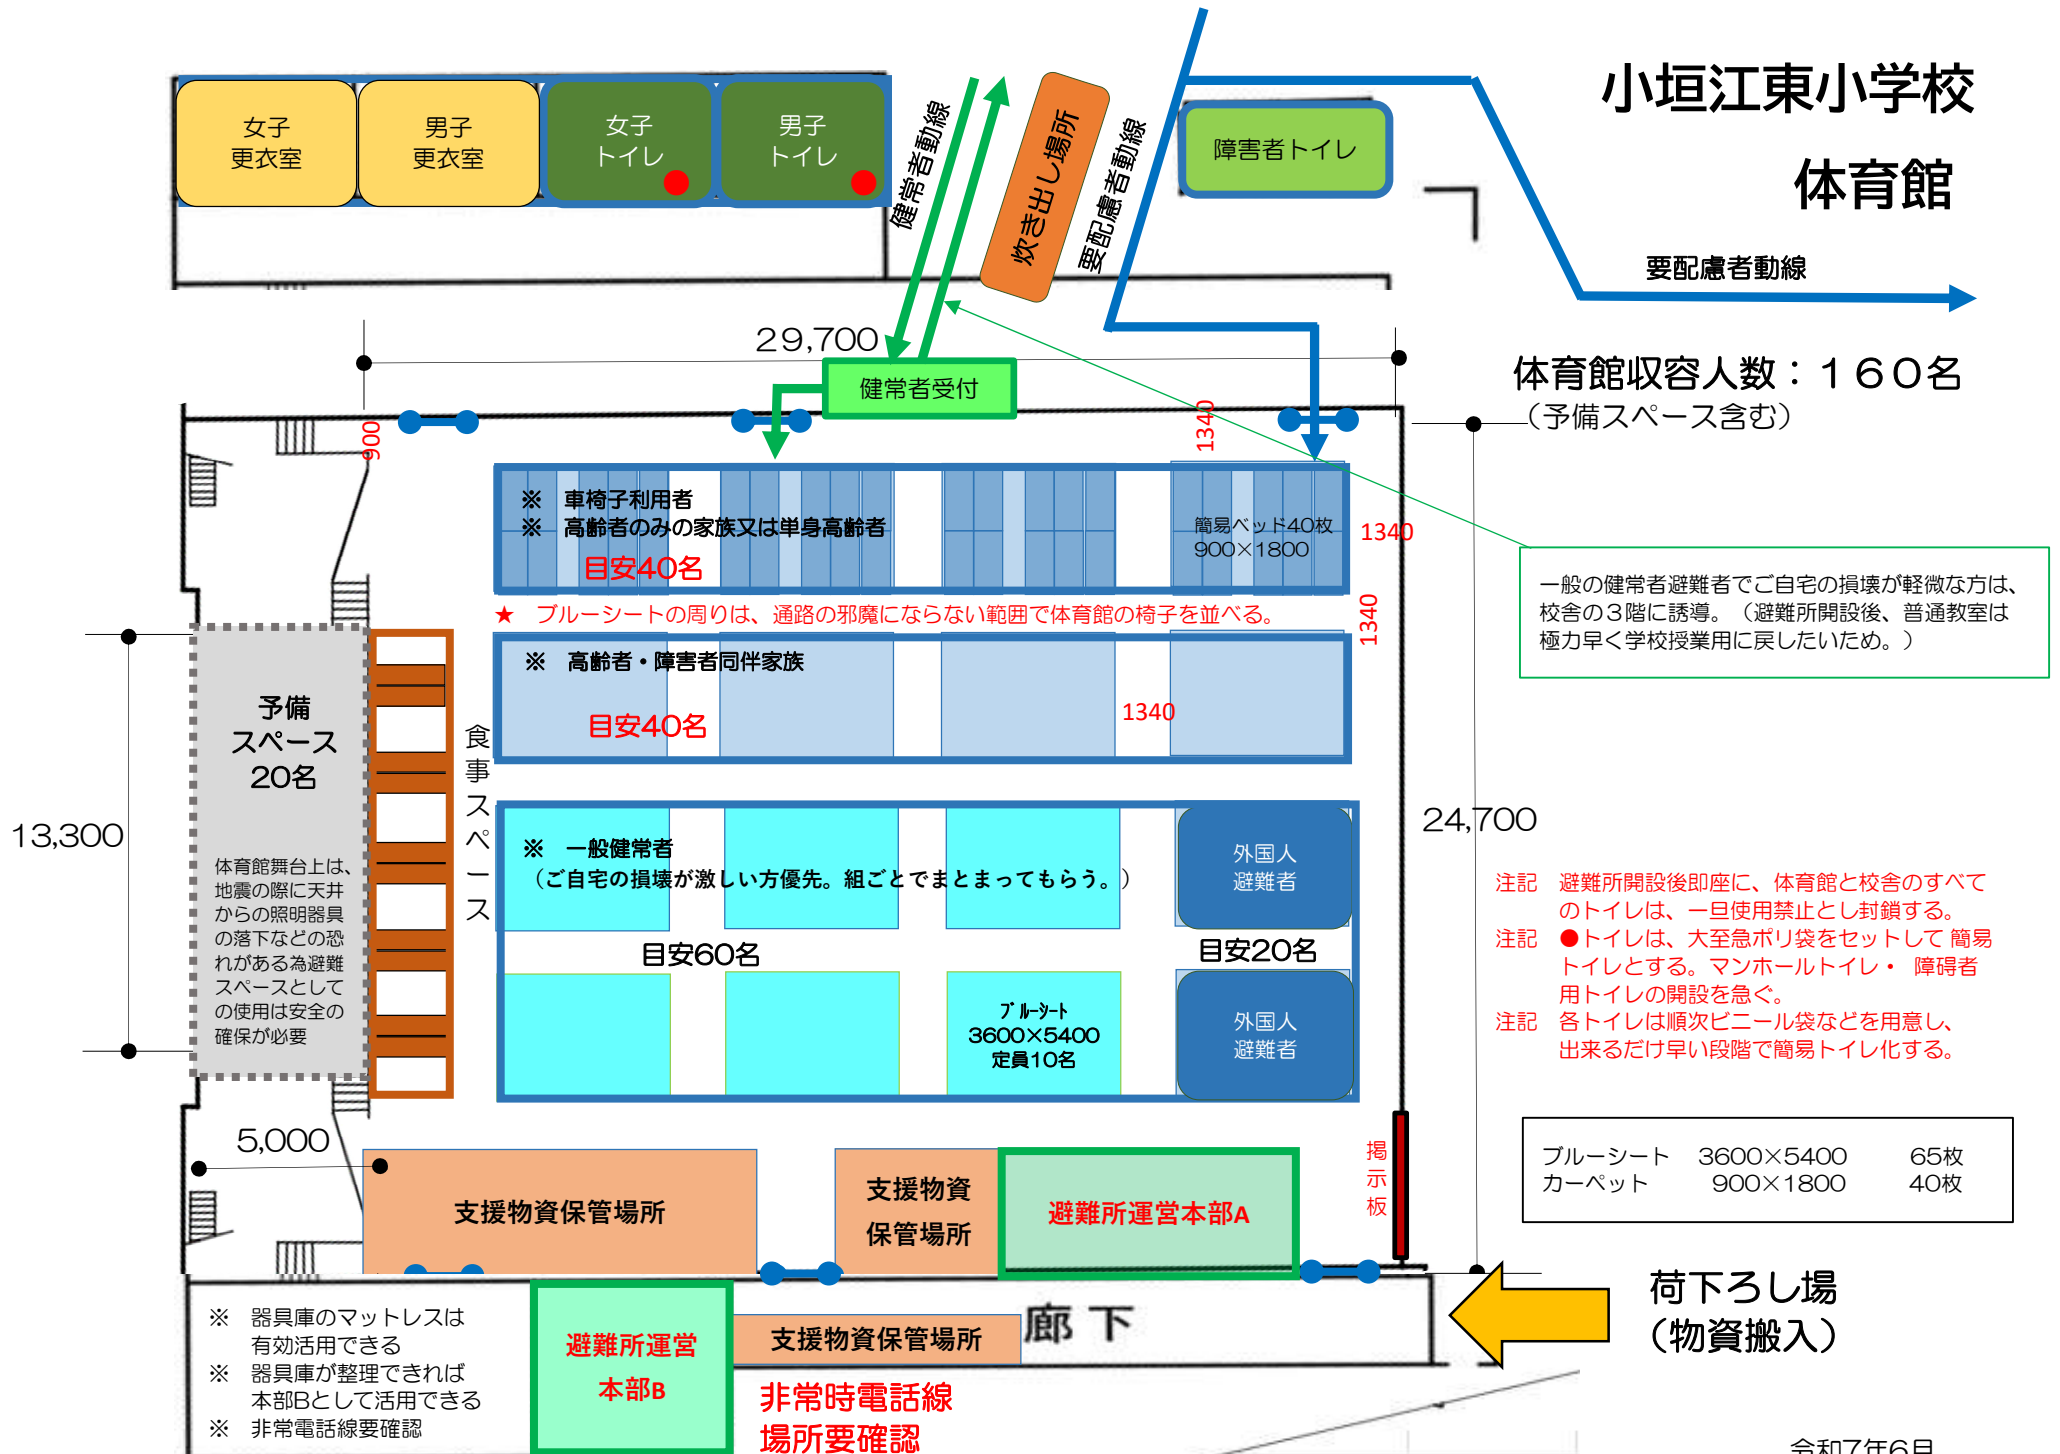 小垣江東小学校
体育館
女子
更衣室
男子
更衣室
女子
トイレ
男子
トイレ
健常者動線
炊き出し場所
要配慮者動線
障害者トイレ
要配慮者動線
29,700
健常者受付
体育館収容人数：１６０名
（予備スペース含む）
900
1340
※　車椅子利用者
※　高齢者のみの家族又は単身高齢者
目安40名
簡易ベッド40枚
900×1800
1340
★　ブルーシートの周りは、通路の邪魔にならない範囲で体育館の椅子を並べる。
1340
一般の健常者避難者でご自宅の損壊が軽微な方は、
校舎の３階に誘導。（避難所開設後、普通教室は
極力早く学校授業用に戻したいため。）
※　高齢者・障害者同伴家族
目安40名
1340
予備
スペース
20名
体育館舞台上は、
地震の際に天井
からの照明器具
の落下などの恐
れがある為避難
スペースとして
の使用は安全の
確保が必要
食事スペース
13,300
24,700
※　一般健常者
（ご自宅の損壊が激しい方優先。組ごとでまとまってもらう。）
外国人
避難者
目安60名
目安20名
ﾌﾞﾙｰｼｰﾄ
3600×5400
定員10名
外国人
避難者
注記　避難所開設後即座に、体育館と校舎のすべて
のトイレは、一旦使用禁止とし封鎖する。
注記　●トイレは、大至急ポリ袋をセットして 簡易
トイレとする。マンホールトイレ・ 障碍者
用トイレの開設を急ぐ。
注記　各トイレは順次ビニール袋などを用意し、
出来るだけ早い段階で簡易トイレ化する。
5,000
支援物資保管場所
支援物資
保管場所
避難所運営本部A
掲示板
ブルーシート　3600×5400　65枚
カーペット　900×1800　40枚
※　器具庫のマットレスは
有効活用できる
※　器具庫が整理できれば
本部Bとして活用できる
※　非常電話線要確認
避難所運営
本部B
支援物資保管場所
廊下
荷下ろし場
（物資搬入）
非常時電話線
場所要確認
令和7年6月